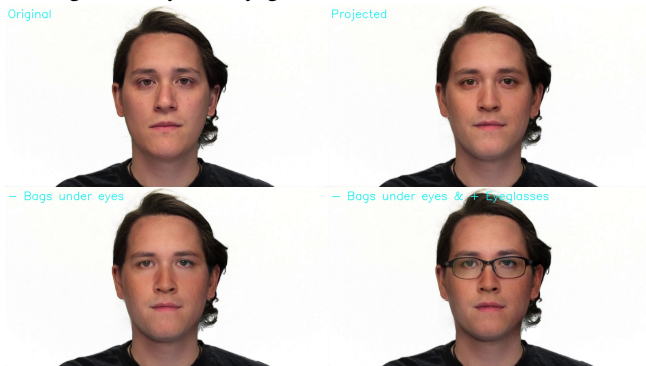 Original
Projected
- Bags under eyes
- Bags under eyes & + Eyeglasses